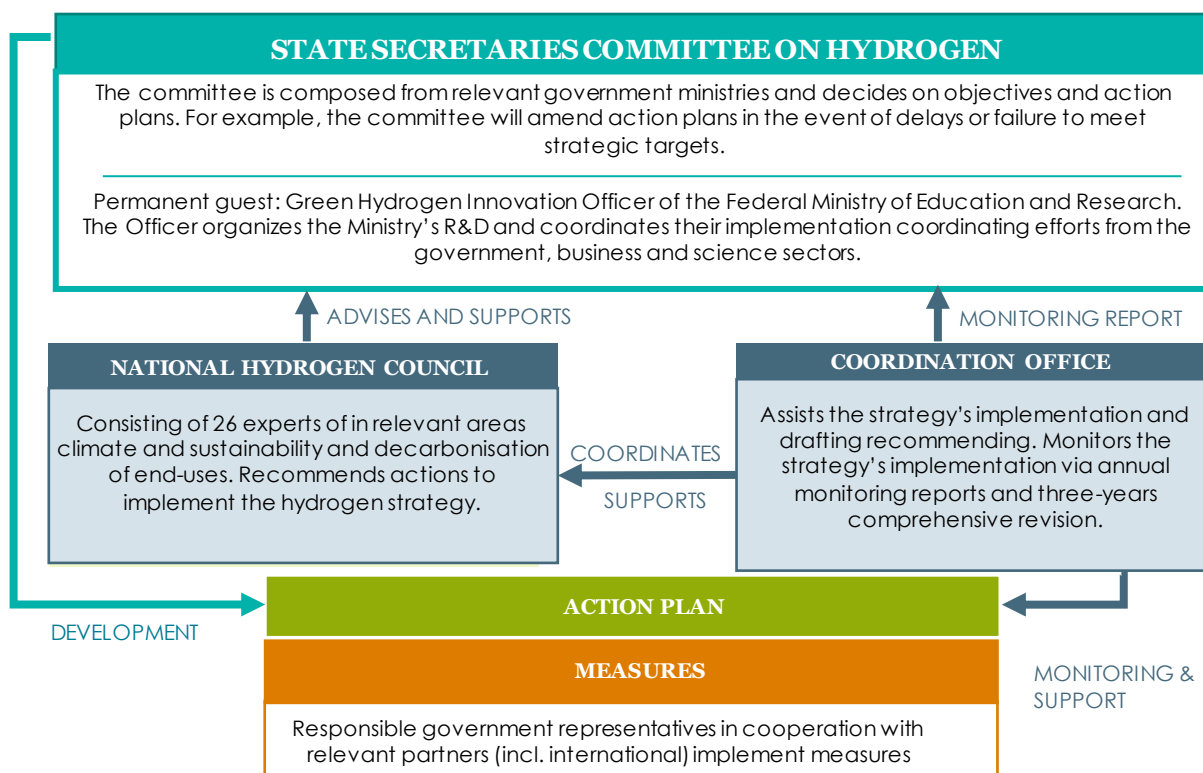 STATE SECRETARIES COMMITTEE ON HYDROGEN
The committee is composed from relevant government ministries and decides on objectives and action
plans. For example, the committee will amend action plans in the event of delays or failure to meet
strategic targets.
Permanent guest: Green Hydrogen Innovation Officer of the Federal Ministry of Education and Research.
The Officer organizes the Ministry's R&D and coordinates their implementation coordinating efforts from the
government, business and science sectors.
ADVISES AND SUPPORTS
MONITORING REPORT
NATIONAL HYDROGEN COUNCIL
Consisting of 26 experts of in relevant areas
climate and sustainability and decarbonisation
of end-uses. Recommends actions to
implement the hydrogen strategy.
COORDINATES
SUPPORTS
COORDINATION OFFICE
Assists the strategy's implementation and
drafting recommending. Monitors the
strategy's implementation via annual
monitoring reports and three-years
comprehensive revision.
DEVELOPMENT
ACTION PLAN
MEASURES
Responsible government representatives in cooperation with
relevant partners (incl. international) implement measures
MONITORING &
SUPPORT